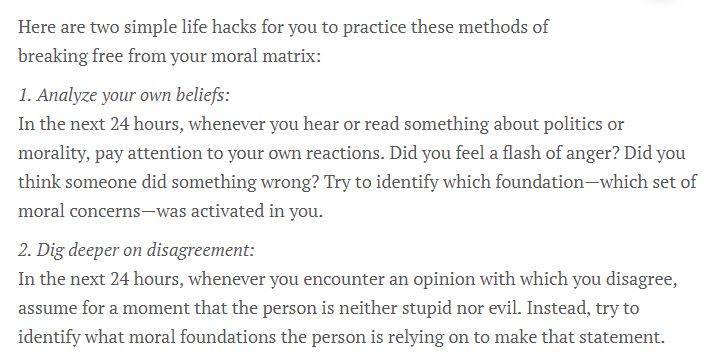 Here are two simple life hacks for you to practice these methods of
breaking free from your moral matrix:
1. Analyze your own beliefs:
In the next 24 hours, whenever you hear or read something about politics or
morality, pay attention to your own reactions. Did you feel a flash of anger? Did you
think someone did something wrong? Try to identify which foundation—which set of
moral concerns—was activated in you.
2. Dig deeper on disagreement:
In the next 24 hours, whenever you encounter an opinion with which you disagree,
assume for a moment that the person is neither stupid nor evil. Instead, try to
identify what moral foundations the person is relying on to make that statement.